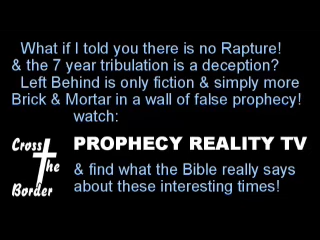 What if I told you there is no Rapture!
& the 7 year tribulation is a deception?
Left Behind is only fiction & simply more
Brick & Mortar in a wall of false prophecy!
watch:
PROPHECY REALITY TV
Cross
The
Border
& find what the Bible really says
about these interesting times!